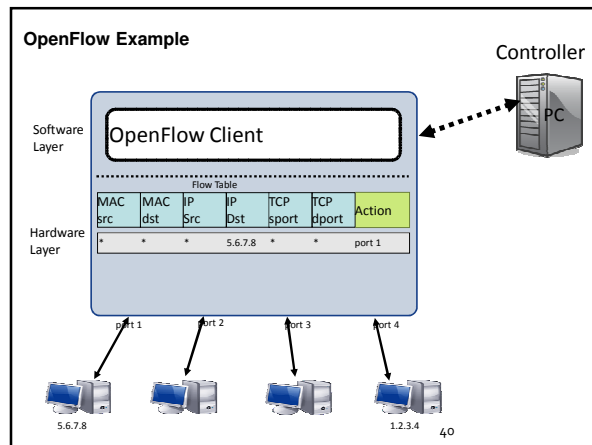 OpenFlow Example
Controller
PC
Software
Layer
OpenFlow Client
Flow Table
MAC src
MAC dst
IP Src
IP Dst
TCP sport
TCP dport
Action
Hardware
Layer
* * * 5.6.7.8 * * port 1
port 1 port 2 port 3 port 4
5.6.7.8 1.2.3.4
40